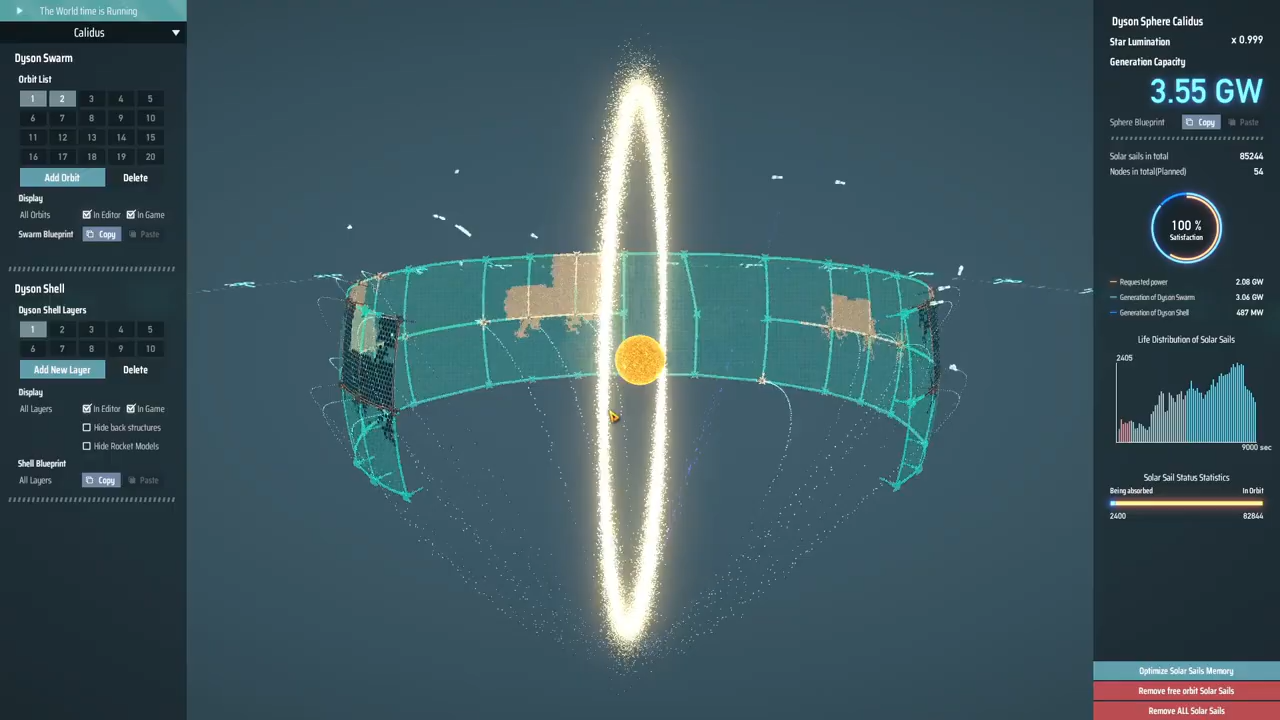 The World time is Running
Calidus
Dyson Swarm
Orbit List
1 2 3 4 5
6 7 8 9 10
11 12 13 14 15
16 17 18 19 20
Add Orbit Delete
Display
All Orbits In Editor In Game
Swarm Blueprint Copy Paste
Dyson Shell
Dyson Shell Layers
1 2 3 4 5
6 7 8 9 10
Add New Layer Delete
Display
All Layers In Editor In Game
Hide back structures
Hide Rocket Models
Shell Blueprint
All Layers Copy Paste
Dyson Sphere Calidus
Star Lumination x 0.999
Generation Capacity
3.55 GW
Sphere Blueprint Copy Paste
Solar sails in total 85244
Nodes in total(Planned) 54
100 %
Satisfaction
Requested power 2.08 GW
Generation of Dyson Swarm 3.06 GW
Generation of Dyson Shell 487 MW
Life Distribution of Solar Sails
2405
9000 sec
Solar Sail Status Statistics
Being absorbed In Orbit
2400 82844
Optimize Solar Sails Memory
Remove free orbit Solar Sails
Remove ALL Solar Sails